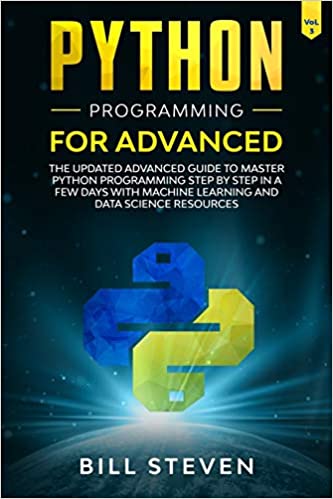 VOL.
3
PYTHON
PROGRAMMING
FOR ADVANCED
THE UPDATED ADVANCED GUIDE TO MASTER
PYTHON PROGRAMMING STEP BY STEP IN A
FEW DAYS WITH MACHINE LEARNING AND
DATA SCIENCE RESOURCES
BILL STEVEN